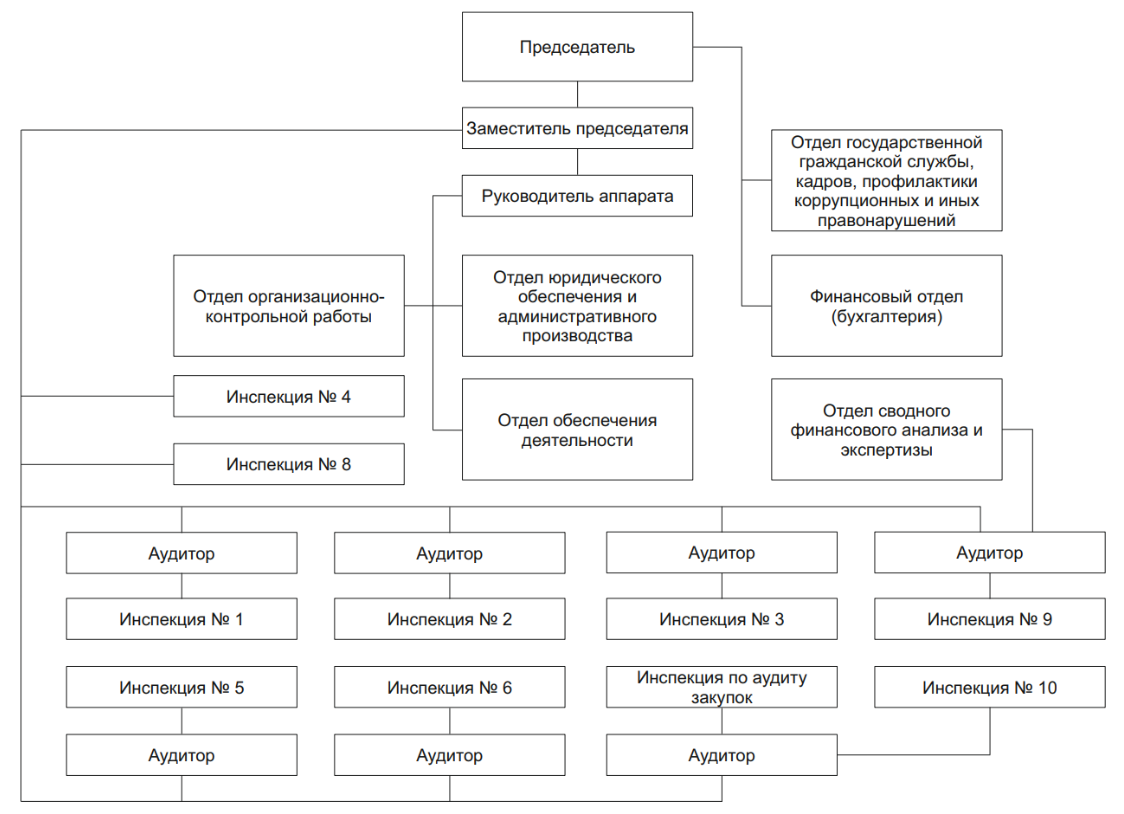 Председатель
Заместитель председателя
Отдел государственной
гражданской службы,
кадров, профилактики
коррупционных и иных
правонарушений
Руководитель аппарата
Отдел организационно-
контрольной работы
Отдел юридического
обеспечения и
административного
производства
Финансовый отдел
(бухгалтерия)
Инспекция № 4
Отдел обеспечения
деятельности
Отдел сводного
финансового анализа и
экспертизы
Инспекция № 8
Аудитор
Аудитор
Аудитор
Аудитор
Инспекция № 1
Инспекция № 2
Инспекция № 3
Инспекция № 9
Инспекция № 5
Инспекция № 6
Инспекция по аудиту
закупок
Инспекция № 10
Аудитор
Аудитор
Аудитор